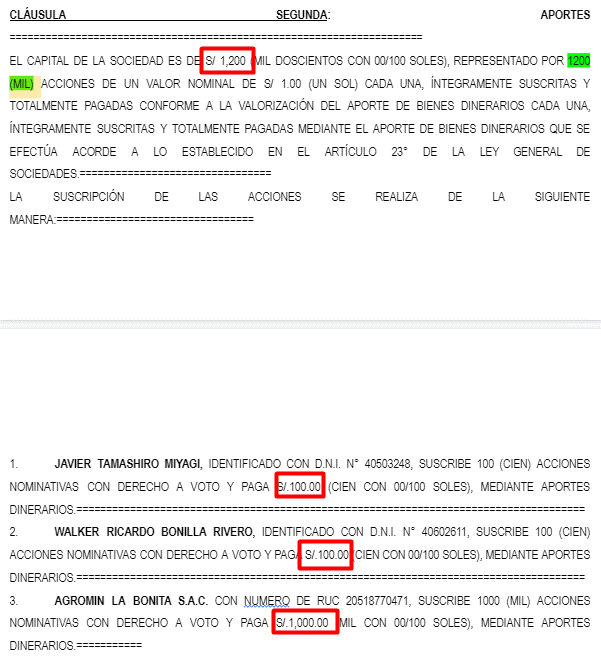 CLÁUSULA SEGUNDA: APORTES
=====================================================================
EL CAPITAL DE LA SOCIEDAD ES DE S/ 1,200 (MIL DOSCIENTOS CON 00/100 SOLES), REPRESENTADO POR 1200
(MIL) ACCIONES DE UN VALOR NOMINAL DE S/ 1.00 (UN SOL) CADA UNA, ÍNTEGRAMENTE SUSCRITAS Y
TOTALMENTE PAGADAS CONFORME A LA VALORIZACIÓN DEL APORTE DE BIENES DINERARIOS CADA UNA,
ÍNTEGRAMENTE SUSCRITAS Y TOTALMENTE PAGADAS MEDIANTE EL APORTE DE BIENES DINERARIOS QUE SE
EFECTÚA ACORDE A LO ESTABLECIDO EN EL ARTÍCULO 23° DE LA LEY GENERAL DE
SOCIEDADES.================================
LA SUSCRIPCIÓN DE LAS ACCIONES SE REALIZA DE LA SIGUIENTE
MANERA:=================================
1. JAVIER TAMASHIRO MIYAGI, IDENTIFICADO CON D.N.I. N° 40503248, SUSCRIBE 100 (CIEN) ACCIONES
NOMINATIVAS CON DERECHO A VOTO Y PAGA S/.100.00 (CIEN CON 00/100 SOLES), MEDIANTE APORTES
DINERARIOS.=====================================================================================
2. WALKER RICARDO BONILLA RIVERO, IDENTIFICADO CON D.N.I. N° 40602611, SUSCRIBE 100 (CIEN)
ACCIONES NOMINATIVAS CON DERECHO A VOTO Y PAGA S/.100.00 (CIEN CON 00/100 SOLES), MEDIANTE APORTES
DINERARIOS.=====================================================================================
3. AGROMIN LA BONITA S.A.C. CON NUMERO DE RUC 20518770471, SUSCRIBE 1000 (MIL) ACCIONES
NOMINATIVAS CON DERECHO A VOTO Y PAGA S/.1,000.00 MIL CON 00/100 SOLES), MEDIANTE APORTES
DINERARIOS.===========